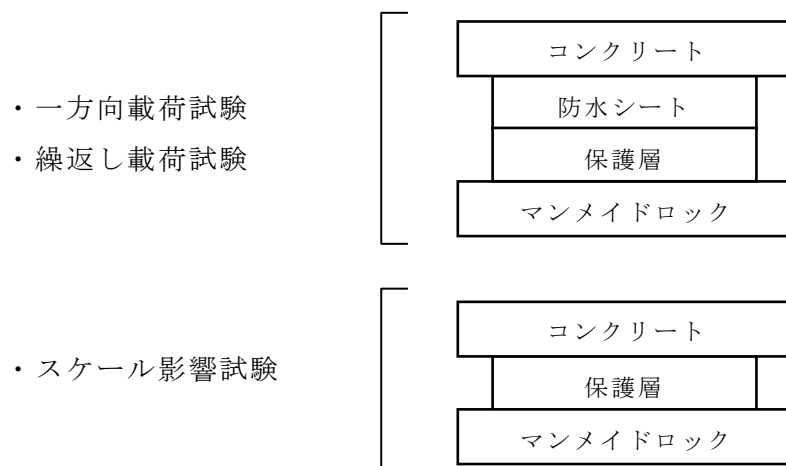 ・一方向載荷試験
・繰返し載荷試験
コンクリート
防水シート
保護層
マンメイドロック
・スケール影響試験
コンクリート
保護層
マンメイドロック